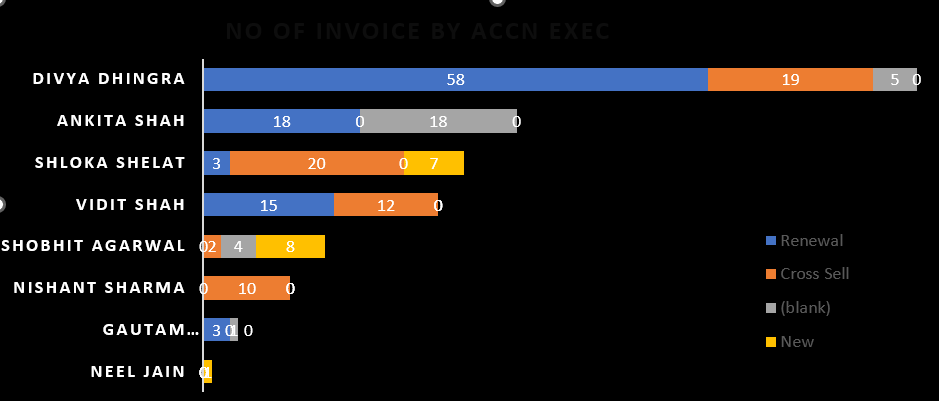 NO OF INVOICE BY ACCN EXEC
DIVYA DHINGRA 58 19 5 0
ANKITA SHAH 18 0 18 0
SHLOKA SHELAT 3 20 0 7
VIDIT SHAH 15 12 0
SHOBHIT AGARWAL 0 2 4 8
NISHANT SHARMA 0 10 0
GAUTAM... 3 0 1 0
NEEL JAIN 0 1
Renewal
Cross Sell
(blank)
New